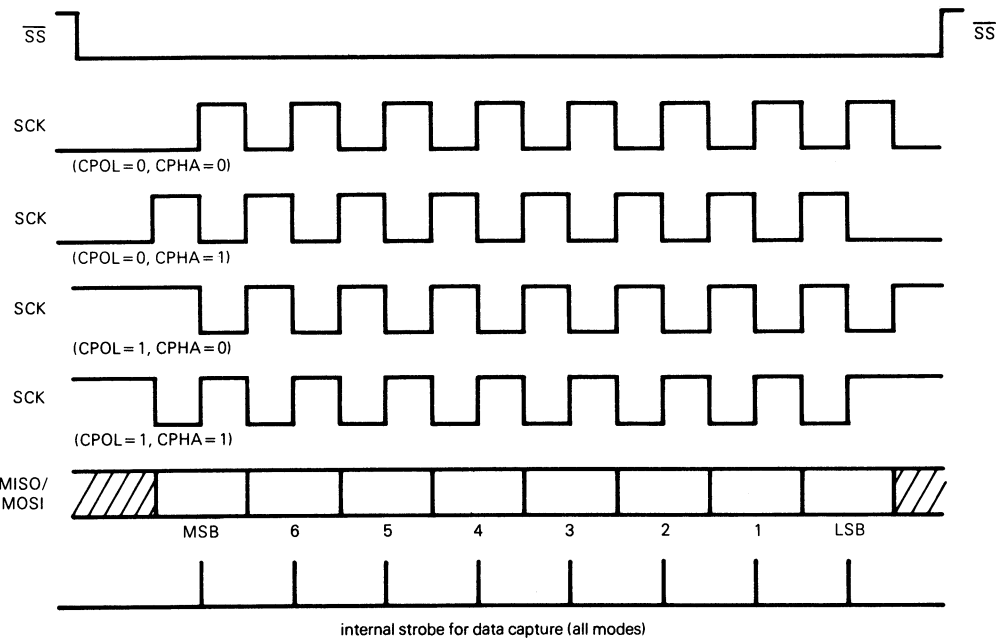 SS SS
SCK
(CPOL=0, CPHA=0)
SCK
(CPOL=0, CPHA=1)
SCK
(CPOL=1, CPHA=0)
SCK
(CPOL=1, CPHA=1)
MISO/
MOSI
MSB 6 5 4 3 2 1 LSB
internal strobe for data capture (all modes)